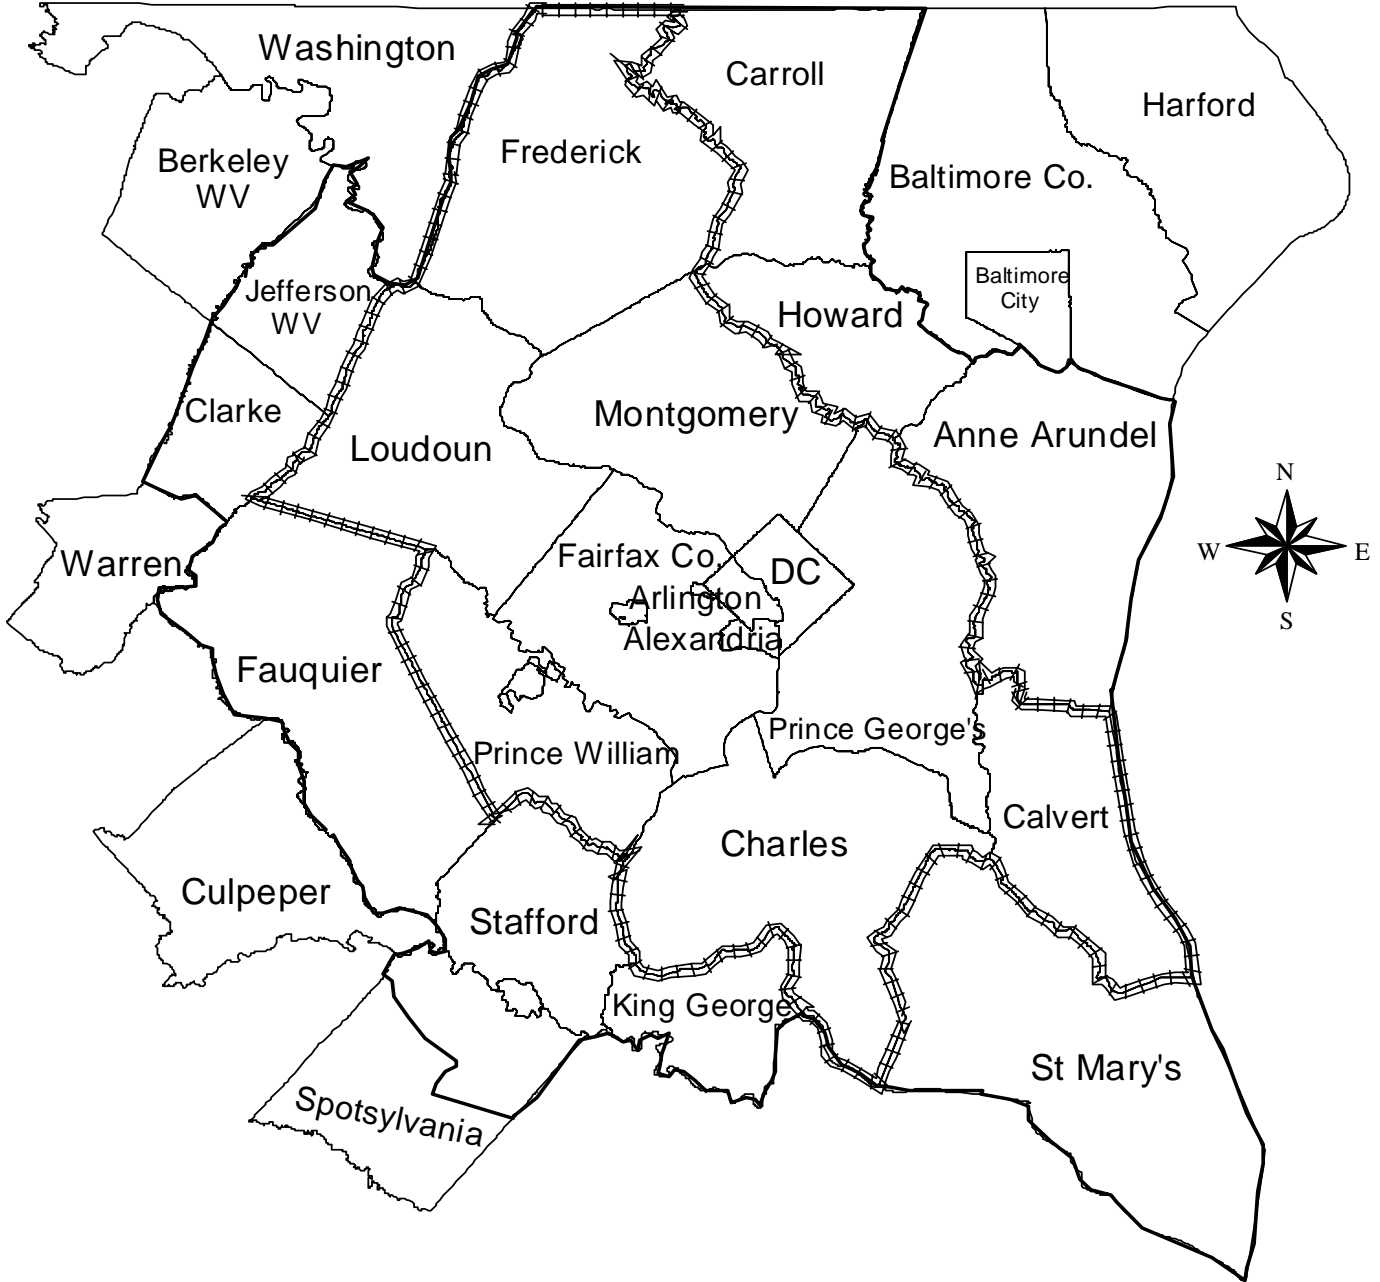 Washington
Carroll
Harford
Frederick
Berkeley
WV
Baltimore Co.
Baltimore
City
Jefferson
WV
Howard
Clarke
Montgomery
Anne Arundel
Loudoun
N
W
E
S
Warren
Fairfax Co.
DC
Arlington
Alexandria
Fauquier
Prince George's
Prince William
Calvert
Charles
Culpeper
Stafford
King George
St Mary's
Spotsylvania